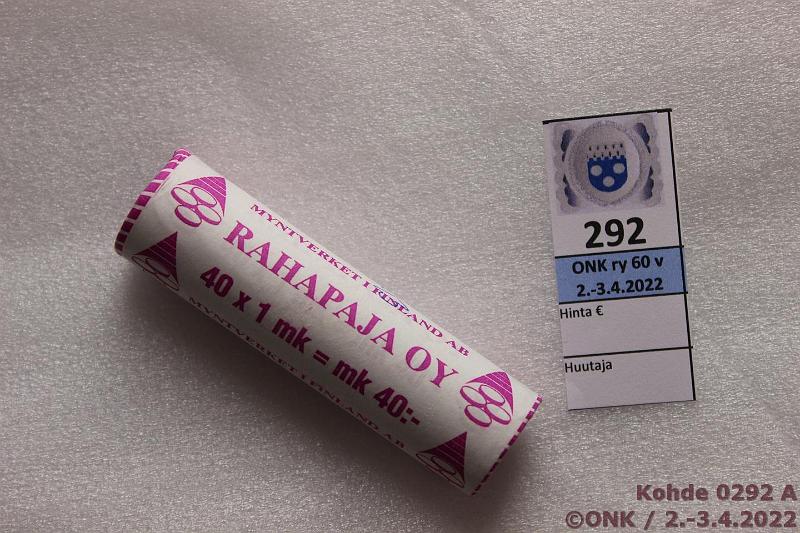 MYNTVERKET I FINLAND AB
RAHAPAJA OY
40 x 1 mk = mk 40:-
MYNTVERKET I FINLAND AB
292
ONK ry 60 v
2.-3.4.2022
Hinta €
Huutaja
Kohde 0292 A
©ONK / 2.-3.4.2022